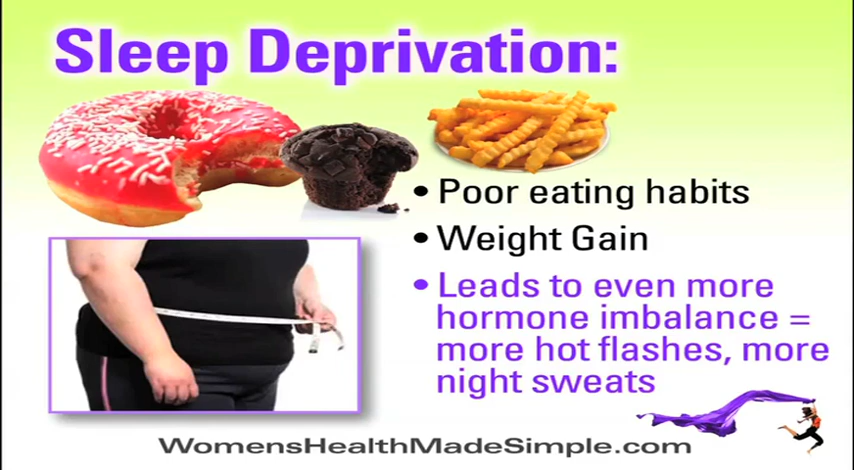 Sleep Deprivation:
• Poor eating habits
• Weight Gain
• Leads to even more
hormone imbalance =
more hot flashes, more
night sweats
WomensHealthMadeSimple.com